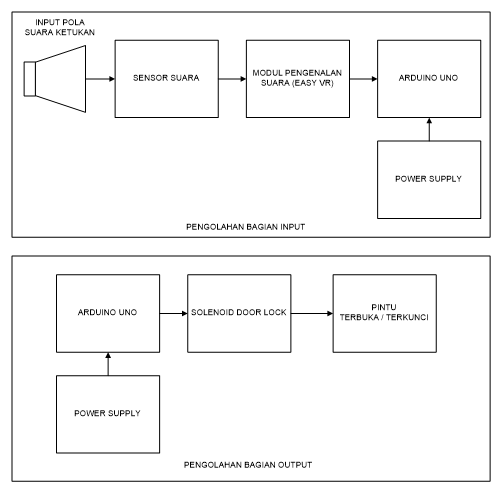 INPUT POLA
SUARA KETUKAN
SENSOR SUARA
MODUL PENGENALAN
SUARA (EASY VR)
ARDUINO UNO
POWER SUPPLY
PENGOLAHAN BAGIAN INPUT
ARDUINO UNO
SOLENOID DOOR LOCK
PINTU
TERBUKA / TERKUNCI
POWER SUPPLY
PENGOLAHAN BAGIAN OUTPUT